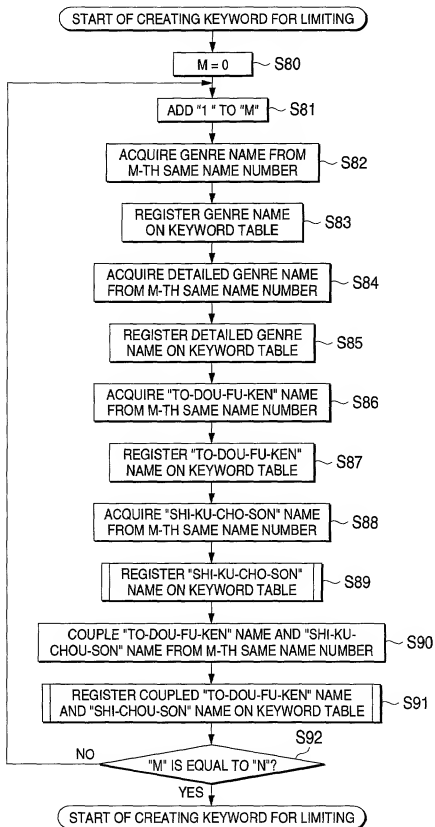 START OF CREATING KEYWORD FOR LIMITING
M = 0
S80
ADD "1 " TO "M"
S81
ACQUIRE GENRE NAME FROM
M-TH SAME NAME NUMBER
S82
REGISTER GENRE NAME
ON KEYWORD TABLE
S83
ACQUIRE DETAILED GENRE NAME
FROM M-TH SAME NAME NUMBER
S84
REGISTER DETAILED GENRE
NAME ON KEYWORD TABLE
S85
ACQUIRE "TO-DOU-FU-KEN" NAME
FROM M-TH SAME NAME NUMBER
S86
REGISTER "TO-DOU-FU-KEN"
NAME ON KEYWORD TABLE
S87
ACQUIRE "SHI-KU-CHO-SON" NAME
FROM M-TH SAME NAME NUMBER
S88
REGISTER "SHI-KU-CHO-SON"
NAME ON KEYWORD TABLE
S89
COUPLE "TO-DOU-FU-KEN" NAME AND "SHI-KU-
CHOU-SON" NAME FROM M-TH SAME NAME NUMBER
S90
REGISTER COUPLED "TO-DOU-FU-KEN" NAME
AND "SHI-CHOU-SON" NAME ON KEYWORD TABLE
S91
S92
NO
"M" IS EQUAL TO "N"?
YES
START OF CREATING KEYWORD FOR LIMITING